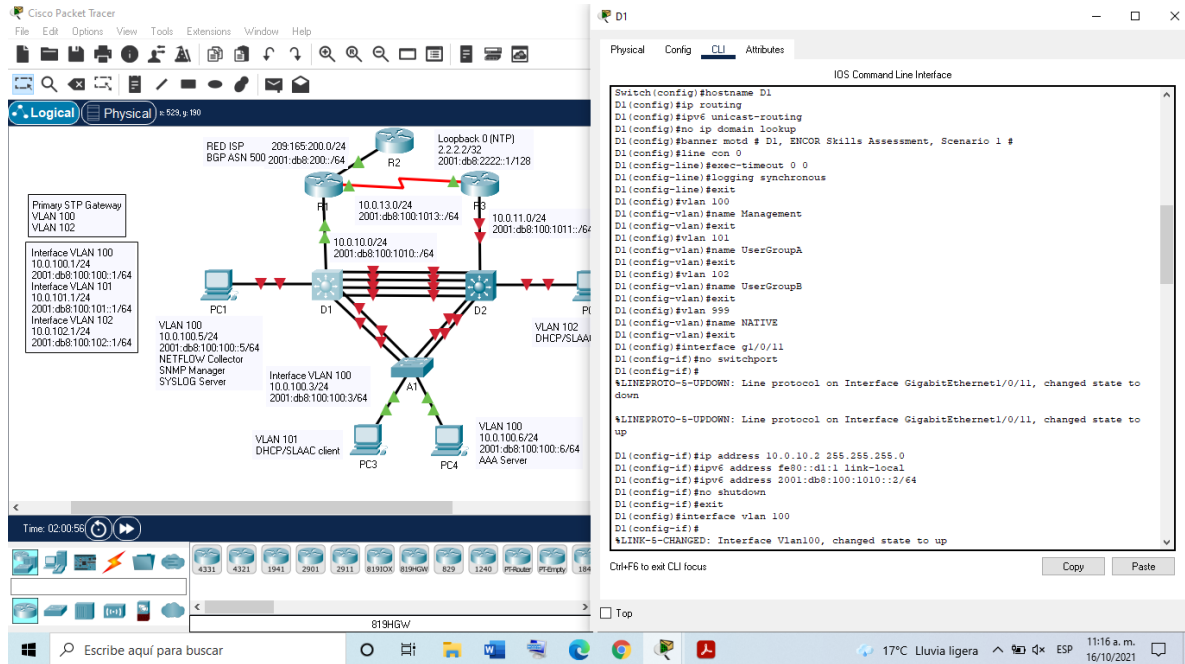 Cisco Packet Tracer
File Edit Options View Tools Extensions Window Help
Logical
Physical
x: 529, y: 190
RED ISP 209:165:200.0/24
BGP ASN 500 2001:db8:200::/64
Loopback 0 (NTP)
2.2.2.2/32
2001:db8:2222::1/128
R2
R1
R3
10.0.13.0/24
2001:db8:100:1013::/64
10.0.11.0/24
2001:db8:100:1011::/64
10.0.10.0/24
2001:db8:100:1010::/64
Primary STP Gateway
VLAN 100
VLAN 102
Interface VLAN 100
10.0.100.1/24
2001:db8:100:100::1/64
Interface VLAN 101
10.0.101.1/24
2001:db8:100:101::1/64
Interface VLAN 102
10.0.102.1/24
2001:db8:100:102::1/64
PC1
D1
D2
VLAN 100
10.0.100.5/24
2001:db8:100:100::5/64
NETFLOW Collector
SNMP Manager
SYSLOG Server
VLAN 102
DHCP/SLAA
Interface VLAN 100
10.0.100.3/24
2001:db8:100:100:3/64
A1
VLAN 101
DHCP/SLAAC client
PC3
PC4
VLAN 100
10.0.100.6/24
2001:db8:100:100::6/64
AAA Server
Time: 02:00:56
4331 4321 1941 2901 2911 819IOX 819HGW 829 1240 PT-Router PT-Empty 184
819HGW
D1
Physical Config CLI Attributes
IOS Command Line Interface
Switch(config)#hostname D1
D1(config)#ip routing
D1(config)#ipv6 unicast-routing
D1(config)#no ip domain lookup
D1(config)#banner motd # D1, ENCOR Skills Assessment, Scenario 1 #
D1(config)#line con 0
D1(config-line)#exec-timeout 0 0
D1(config-line)#logging synchronous
D1(config-line)#exit
D1(config)#vlan 100
D1(config-vlan)#name Management
D1(config-vlan)#exit
D1(config)#vlan 101
D1(config-vlan)#name UserGroupA
D1(config-vlan)#exit
D1(config)#vlan 102
D1(config-vlan)#name UserGroupB
D1(config-vlan)#exit
D1(config)#vlan 999
D1(config-vlan)#name NATIVE
D1(config-vlan)#exit
D1(config)#interface g1/0/11
D1(config-if)#no switchport
D1(config-if)#
%LINEPROTO-5-UPDOWN: Line protocol on Interface GigabitEthernet1/0/11, changed state to
down
%LINEPROTO-5-UPDOWN: Line protocol on Interface GigabitEthernet1/0/11, changed state to
up
D1(config-if)#ip address 10.0.10.2 255.255.255.0
D1(config-if)#ipv6 address fe80::d1:1 link-local
D1(config-if)#ipv6 address 2001:db8:100:1010::2/64
D1(config-if)#no shutdown
D1(config-if)#exit
D1(config)#interface vlan 100
D1(config-if)#
%LINK-5-CHANGED: Interface Vlan100, changed state to up
Ctrl+F6 to exit CLI focus
Copy
Paste
Top
Escribe aquí para buscar
17°C Lluvia ligera
ESP
11:16 a. m.
16/10/2021